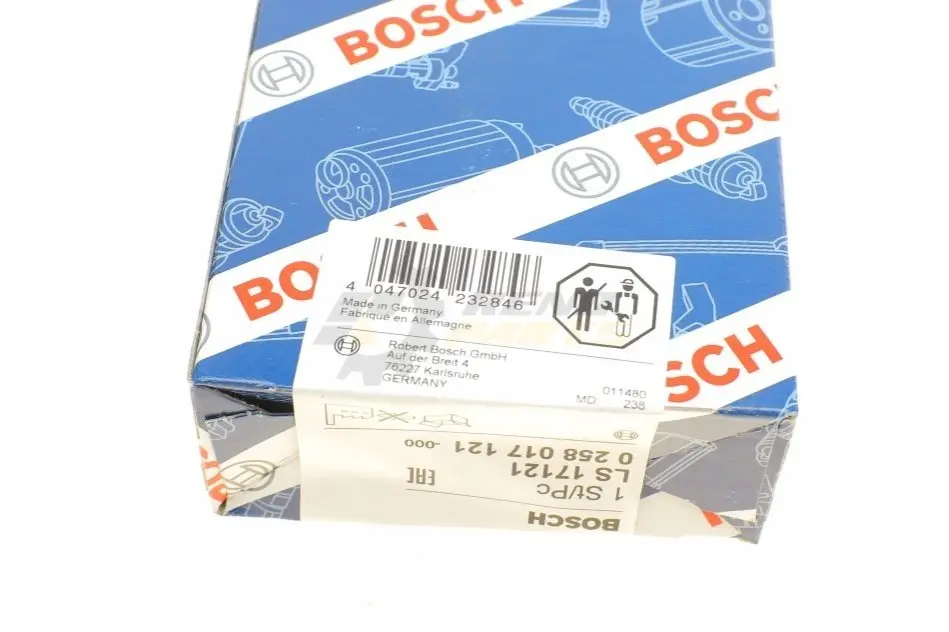 BOSCH
BOSCH
BOSCH
BOSCH
4 047024 232846
Made in Germany
Fabriqué en Allemagne
Robert Bosch GmbH
Auf der Breit 4
76227 Karlsruhe
GERMANY
011480
MD 238
BOSCH
1 St/Pc
LS 17121
0 258 017 121 -000
EAC